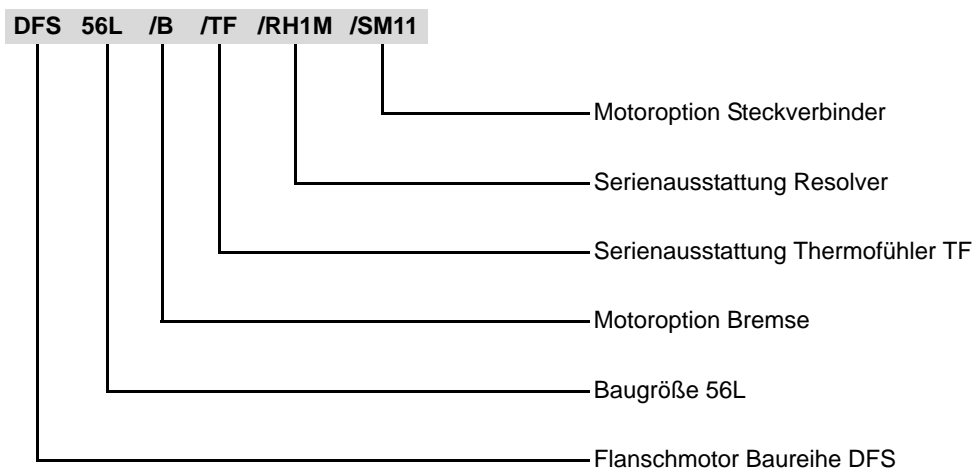 DFS 56L /B /TF /RH1M /SM11
Motoroption Steckverbinder
Serienausstattung Resolver
Serienausstattung Thermofühler TF
Motoroption Bremse
Baugröße 56L
Flanschmotor Baureihe DFS